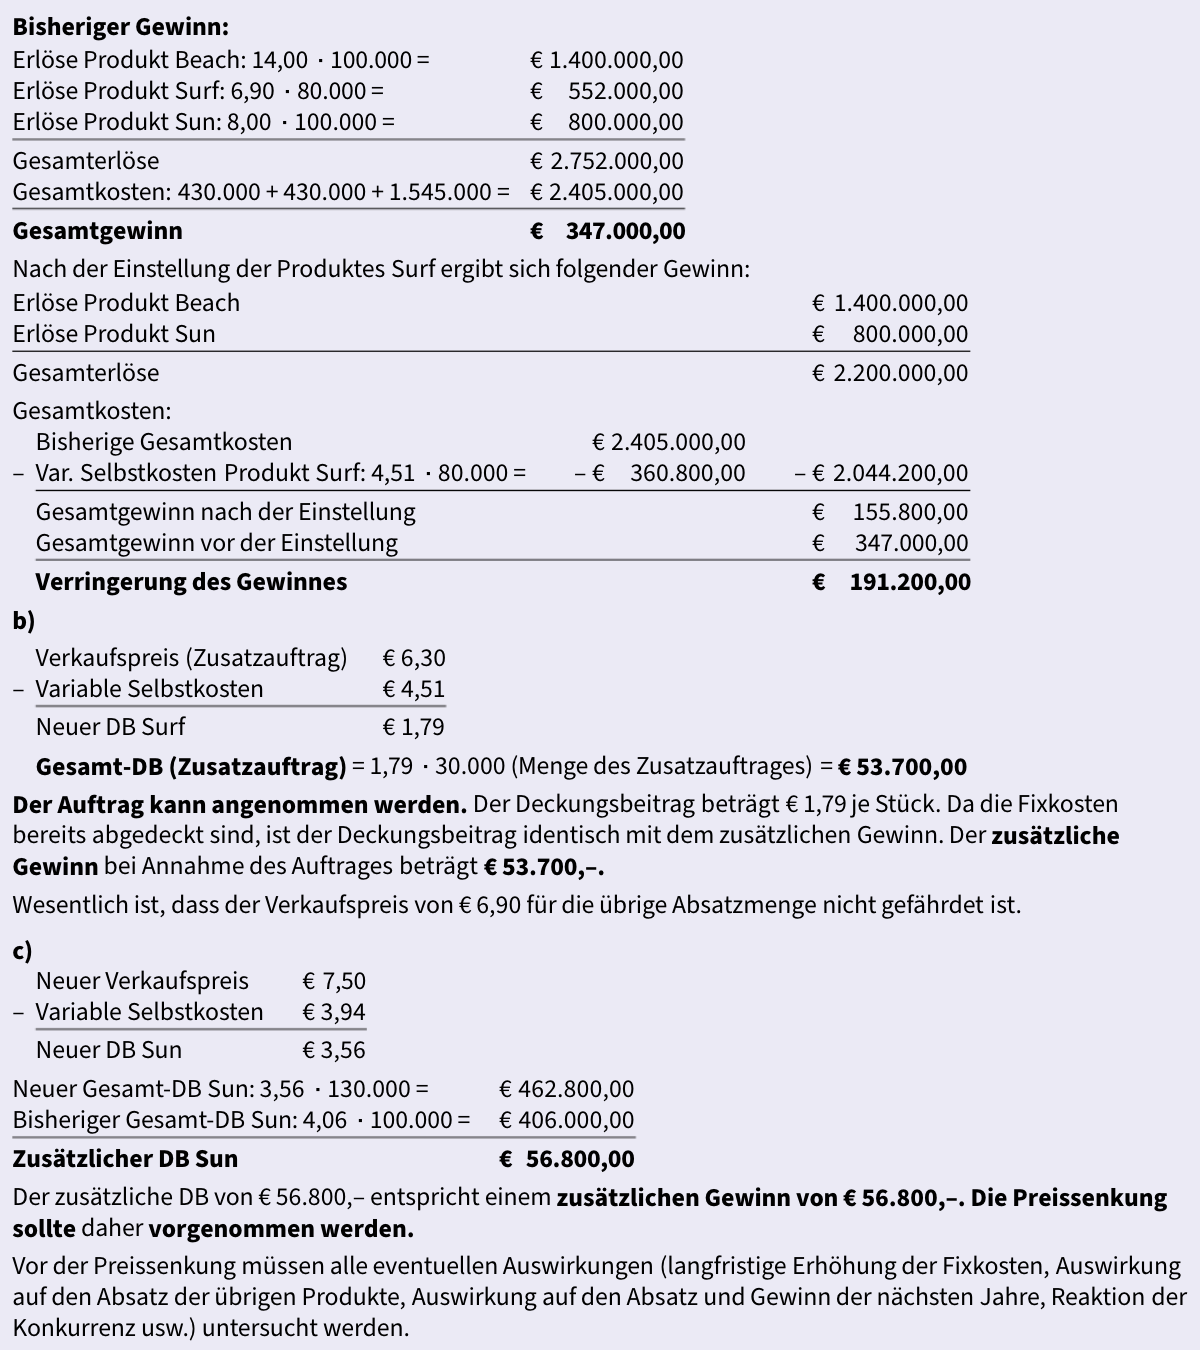 Bisheriger Gewinn:
Erlöse Produkt Beach: 14,00 · 100.000 = € 1.400.000,00
Erlöse Produkt Surf: 6,90 · 80.000 = € 552.000,00
Erlöse Produkt Sun: 8,00 · 100.000 = € 800.000,00
Gesamterlöse € 2.752.000,00
Gesamtkosten: 430.000 + 430.000 + 1.545.000 = € 2.405.000,00
Gesamtgewinn € 347.000,00
Nach der Einstellung der Produktes Surf ergibt sich folgender Gewinn:
Erlöse Produkt Beach € 1.400.000,00
Erlöse Produkt Sun € 800.000,00
Gesamterlöse € 2.200.000,00
Gesamtkosten:
Bisherige Gesamtkosten € 2.405.000,00
– Var. Selbstkosten Produkt Surf: 4,51 · 80.000 = – € 360.800,00 – € 2.044.200,00
Gesamtgewinn nach der Einstellung € 155.800,00
Gesamtgewinn vor der Einstellung € 347.000,00
Verringerung des Gewinnes € 191.200,00
b)
Verkaufspreis (Zusatzauftrag) € 6,30
– Variable Selbstkosten € 4,51
Neuer DB Surf € 1,79
Gesamt-DB (Zusatzauftrag) = 1,79 · 30.000 (Menge des Zusatzauftrages) = € 53.700,00
Der Auftrag kann angenommen werden. Der Deckungsbeitrag beträgt € 1,79 je Stück. Da die Fixkosten
bereits abgedeckt sind, ist der Deckungsbeitrag identisch mit dem zusätzlichen Gewinn. Der zusätzliche
Gewinn bei Annahme des Auftrages beträgt € 53.700,–.
Wesentlich ist, dass der Verkaufspreis von € 6,90 für die übrige Absatzmenge nicht gefährdet ist.
c)
Neuer Verkaufspreis € 7,50
– Variable Selbstkosten € 3,94
Neuer DB Sun € 3,56
Neuer Gesamt-DB Sun: 3,56 · 130.000 = € 462.800,00
Bisheriger Gesamt-DB Sun: 4,06 · 100.000 = € 406.000,00
Zusätzlicher DB Sun € 56.800,00
Der zusätzliche DB von € 56.800,– entspricht einem zusätzlichen Gewinn von € 56.800,–. Die Preissenkung
sollte daher vorgenommen werden.
Vor der Preissenkung müssen alle eventuellen Auswirkungen (langfristige Erhöhung der Fixkosten, Auswirkung
auf den Absatz der übrigen Produkte, Auswirkung auf den Absatz und Gewinn der nächsten Jahre, Reaktion der
Konkurrenz usw.) untersucht werden.